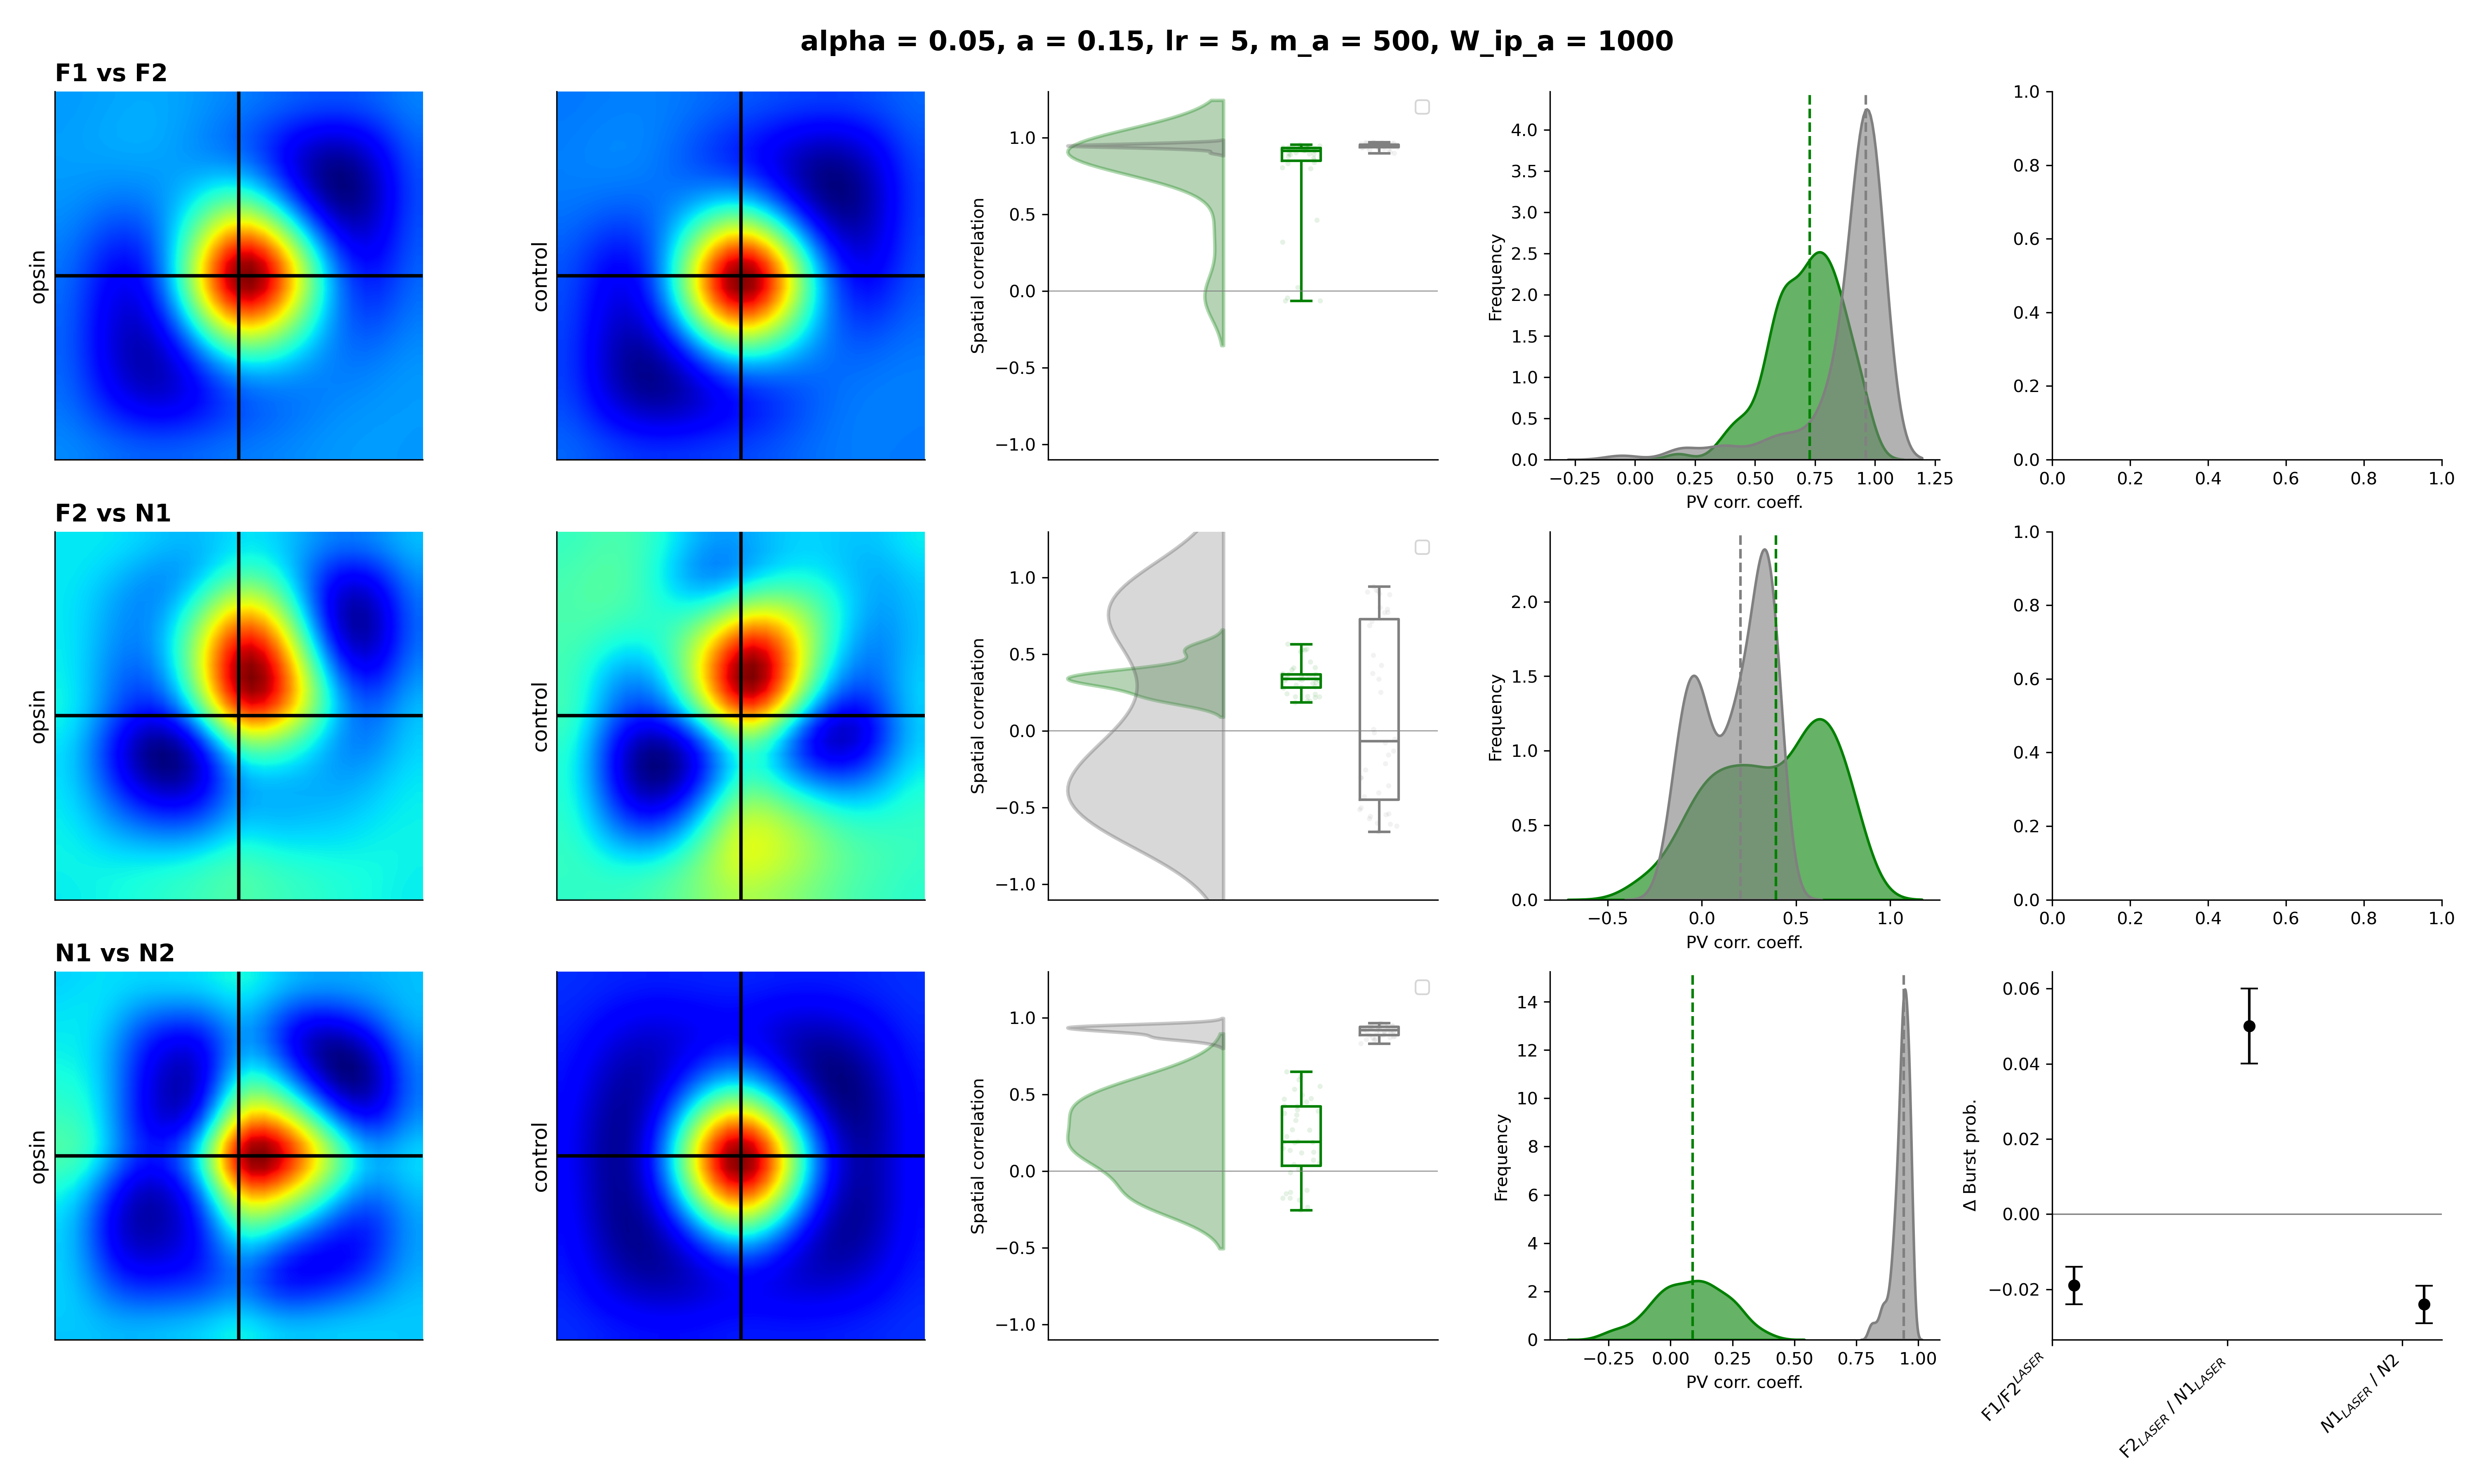 alpha = 0.05, a = 0.15, lr = 5, m_a = 500, W_ip_a = 1000
F1 vs F2
opsin
control
Spatial correlation
1.0
0.5
0.0
−0.5
−1.0
Frequency
4.0
3.5
3.0
2.5
2.0
1.5
1.0
0.5
0.0
−0.25 0.00 0.25 0.50 0.75 1.00 1.25
PV corr. coeff.
1.0
0.8
0.6
0.4
0.2
0.0
0.0 0.2 0.4 0.6 0.8 1.0
F2 vs N1
opsin
control
Spatial correlation
1.0
0.5
0.0
−0.5
−1.0
Frequency
2.0
1.5
1.0
0.5
0.0
−0.5 0.0 0.5 1.0
PV corr. coeff.
1.0
0.8
0.6
0.4
0.2
0.0
0.0 0.2 0.4 0.6 0.8 1.0
N1 vs N2
opsin
control
Spatial correlation
1.0
0.5
0.0
−0.5
−1.0
Frequency
14
12
10
8
6
4
2
0
−0.25 0.00 0.25 0.50 0.75 1.00
PV corr. coeff.
Δ Burst prob.
0.06
0.04
0.02
0.00
−0.02
F1/F2^LASER
F2_LASER / N1_LASER
N1_LASER / N2